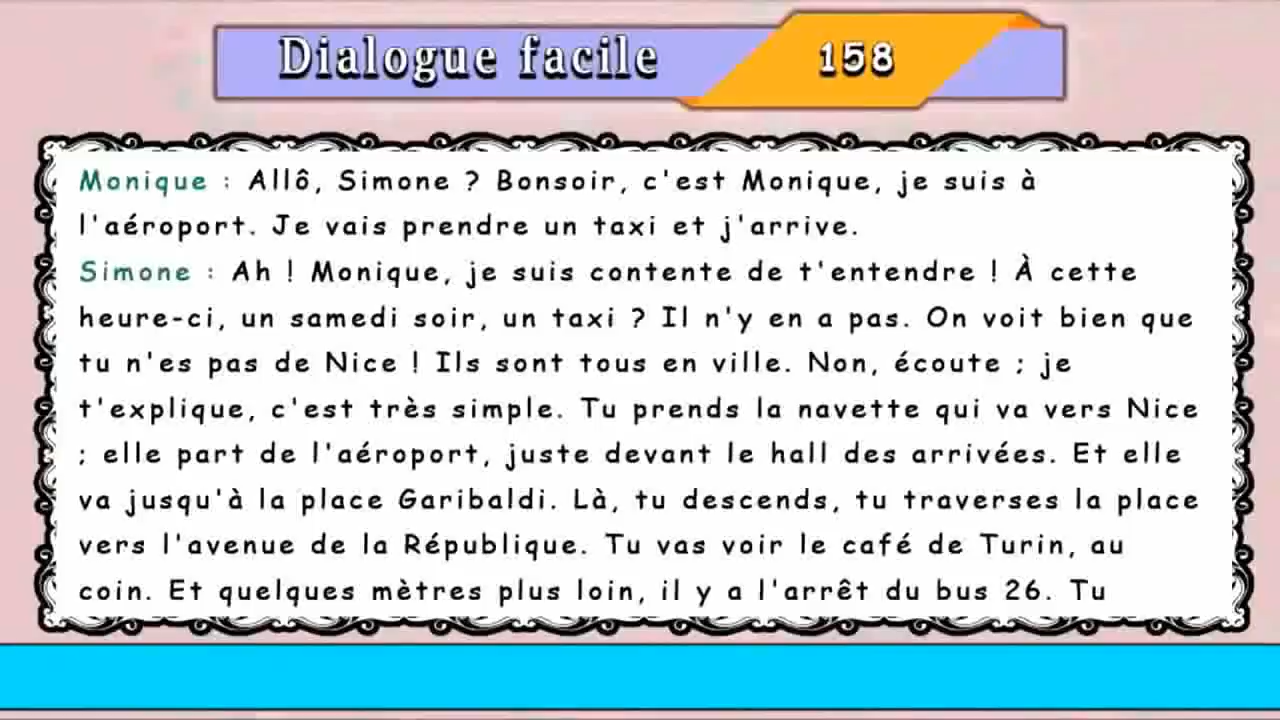 Dialogue facile 158
Monique : Allô, Simone ? Bonsoir, c'est Monique, je suis à
l'aéroport. Je vais prendre un taxi et j'arrive.
Simone : Ah ! Monique, je suis contente de t'entendre ! À cette
heure-ci, un samedi soir, un taxi ? Il n'y en a pas. On voit bien que
tu n'es pas de Nice ! Ils sont tous en ville. Non, écoute ; je
t'explique, c'est très simple. Tu prends la navette qui va vers Nice
; elle part de l'aéroport, juste devant le hall des arrivées. Et elle
va jusqu'à la place Garibaldi. Là, tu descends, tu traverses la place
vers l'avenue de la République. Tu vas voir le café de Turin, au
coin. Et quelques mètres plus loin, il y a l'arrêt du bus 26. Tu